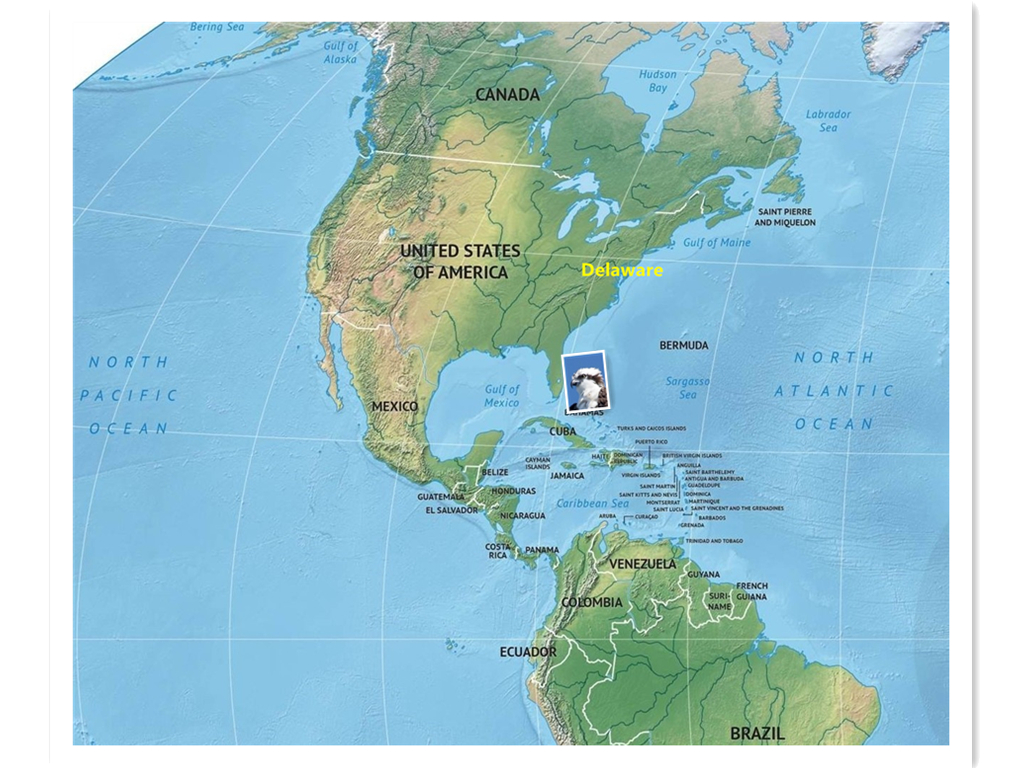 Bering Sea
Gulf of
Alaska
Hudson
Bay
CANADA
Labrador
Sea
SAINT PIERRE
AND MIQUELON
Gulf of Maine
UNITED STATES
OF AMERICA
Delaware
NORTH
PACIFIC
OCEAN
BERMUDA
NORTH
ATLANTIC
OCEAN
Sargasso
Sea
Gulf of
Mexico
MEXICO
BAHAMAS
CUBA
TURKS AND CAICOS ISLANDS
PUERTO RICO
HAITI
DOMINICAN
REPUBLIC
BRITISH VIRGIN ISLANDS
CAYMAN
ISLANDS
ANGUILLA
BELIZE
JAMAICA
VIRGIN ISLANDS
SAINT BARTHELEMY
ANTIGUA AND BARBUDA
SAINT MARTIN
GUADELOUPE
GUATEMALA
HONDURAS
SAINT KITTS AND NEVIS
DOMINICA
MONTSERRAT
MARTINIQUE
Caribbean Sea
EL SALVADOR
SAINT LUCIA
SAINT VINCENT AND THE GRENADINES
NICARAGUA
ARUBA
CURAÇAO
BARBADOS
GRENADA
COSTA
RICA
PANAMA
TRINIDAD AND TOBAGO
VENEZUELA
GUYANA
FRENCH
GUIANA
SURI-
NAME
COLOMBIA
ECUADOR
BRAZIL